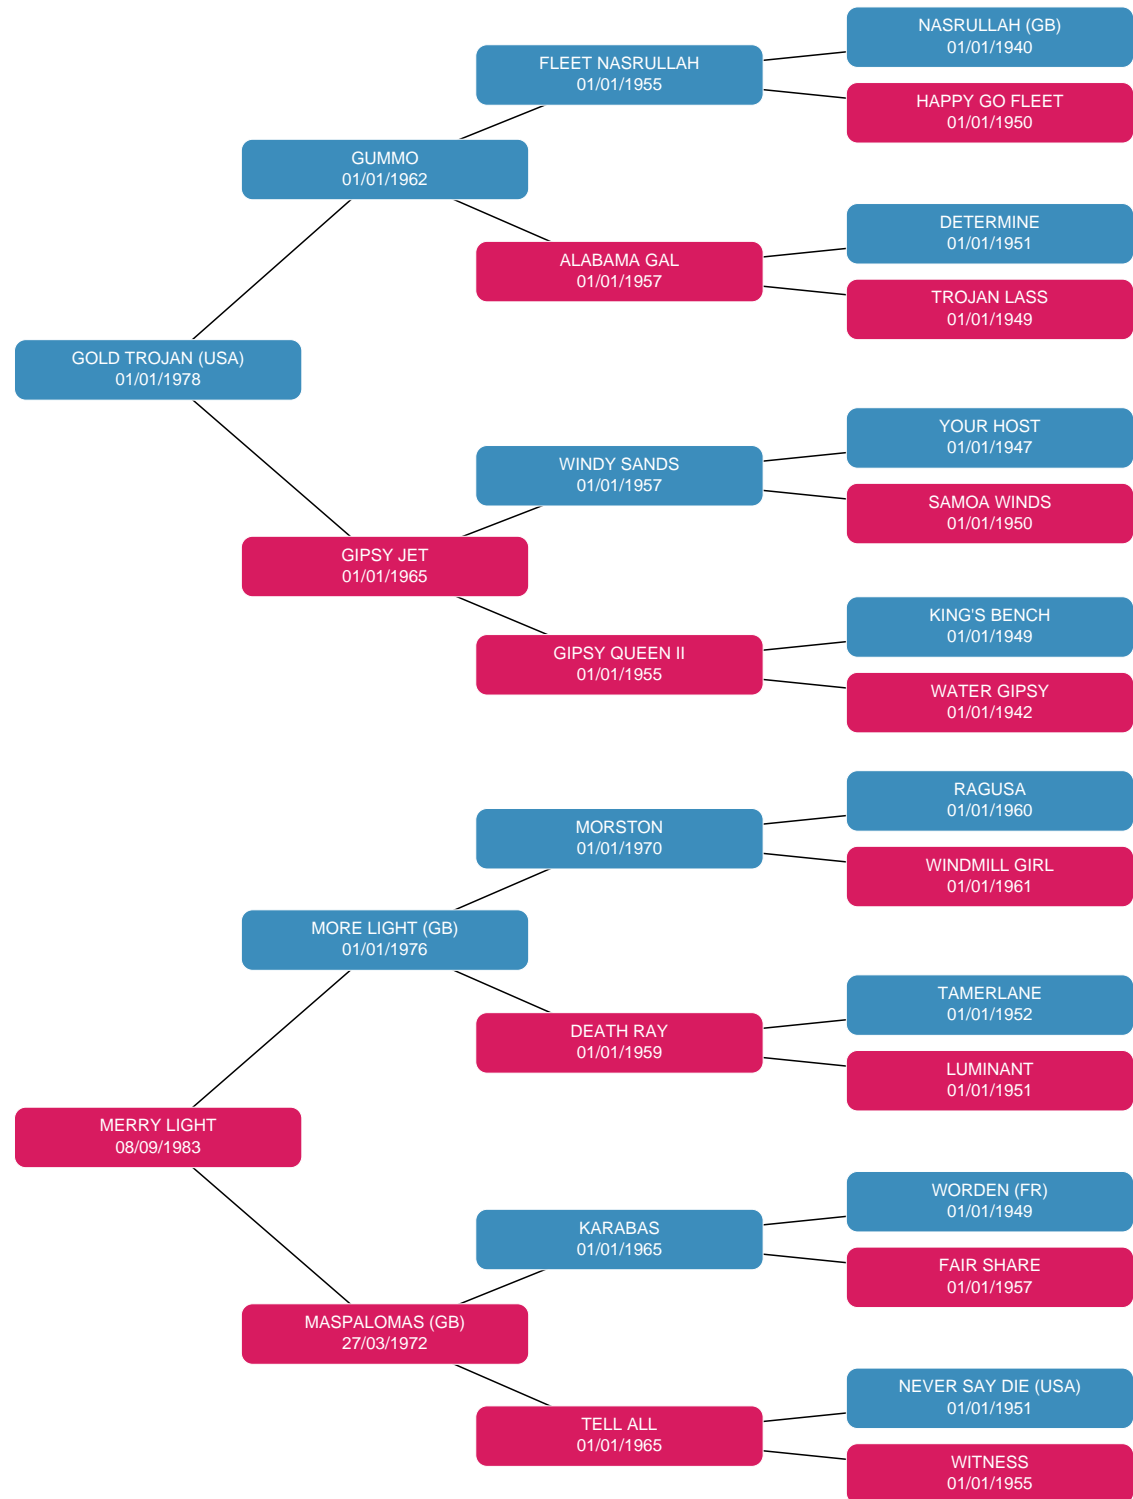 NASRULLAH (GB)
01/01/1940
FLEET NASRULLAH
01/01/1955
HAPPY GO FLEET
01/01/1950
GUMMO
01/01/1962
DETERMINE
01/01/1951
ALABAMA GAL
01/01/1957
TROJAN LASS
01/01/1949
GOLD TROJAN (USA)
01/01/1978
YOUR HOST
01/01/1947
WINDY SANDS
01/01/1957
SAMOA WINDS
01/01/1950
GIPSY JET
01/01/1965
KING'S BENCH
01/01/1949
GIPSY QUEEN II
01/01/1955
WATER GIPSY
01/01/1942
RAGUSA
01/01/1960
MORSTON
01/01/1970
WINDMILL GIRL
01/01/1961
MORE LIGHT (GB)
01/01/1976
TAMERLANE
01/01/1952
DEATH RAY
01/01/1959
LUMINANT
01/01/1951
MERRY LIGHT
08/09/1983
WORDEN (FR)
01/01/1949
KARABAS
01/01/1965
FAIR SHARE
01/01/1957
MASPALOMAS (GB)
27/03/1972
NEVER SAY DIE (USA)
01/01/1951
TELL ALL
01/01/1965
WITNESS
01/01/1955